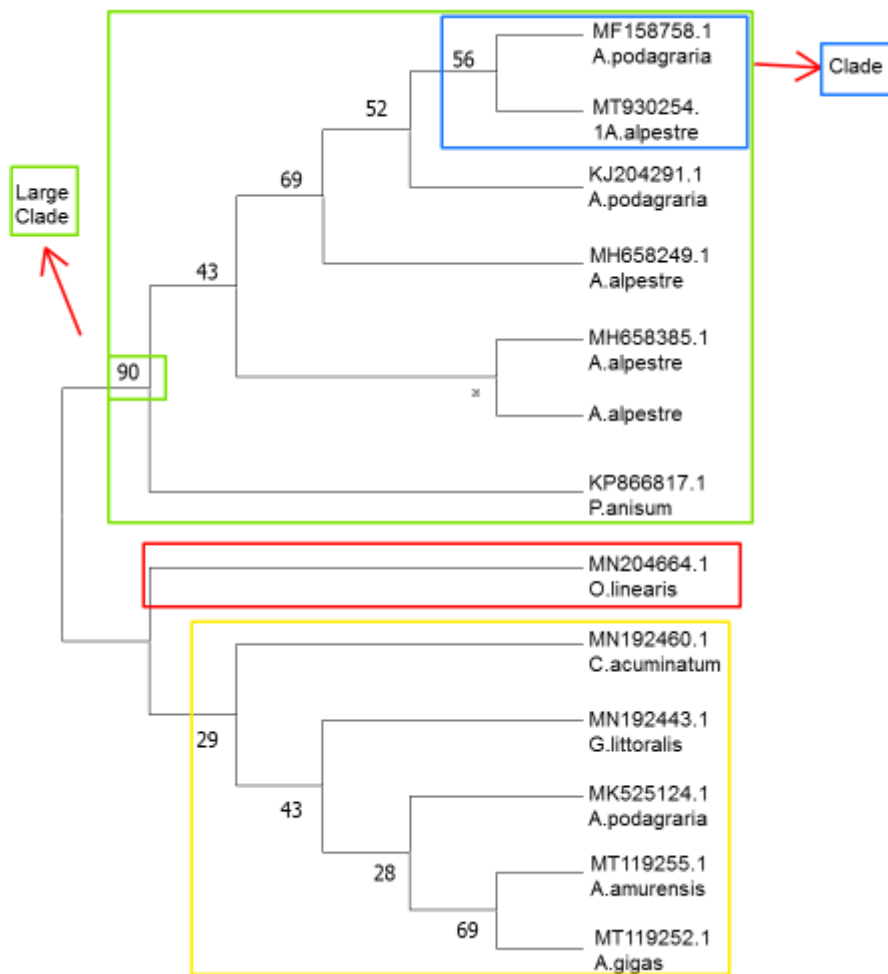 MF158758.1
A.podagraria
56
Clade
52
MT930254.
1A.alpestre
KJ204291.1
A.podagraria
69
Large
Clade
MH658249.1
A.alpestre
43
MH658385.1
A.alpestre
90
A.alpestre
KP866817.1
P.anisum
MN204664.1
O.linearis
MN192460.1
C.acuminatum
29
MN192443.1
G.littoralis
43
MK525124.1
A.podagraria
28
MT119255.1
A.amurensis
69
MT119252.1
A.gigas